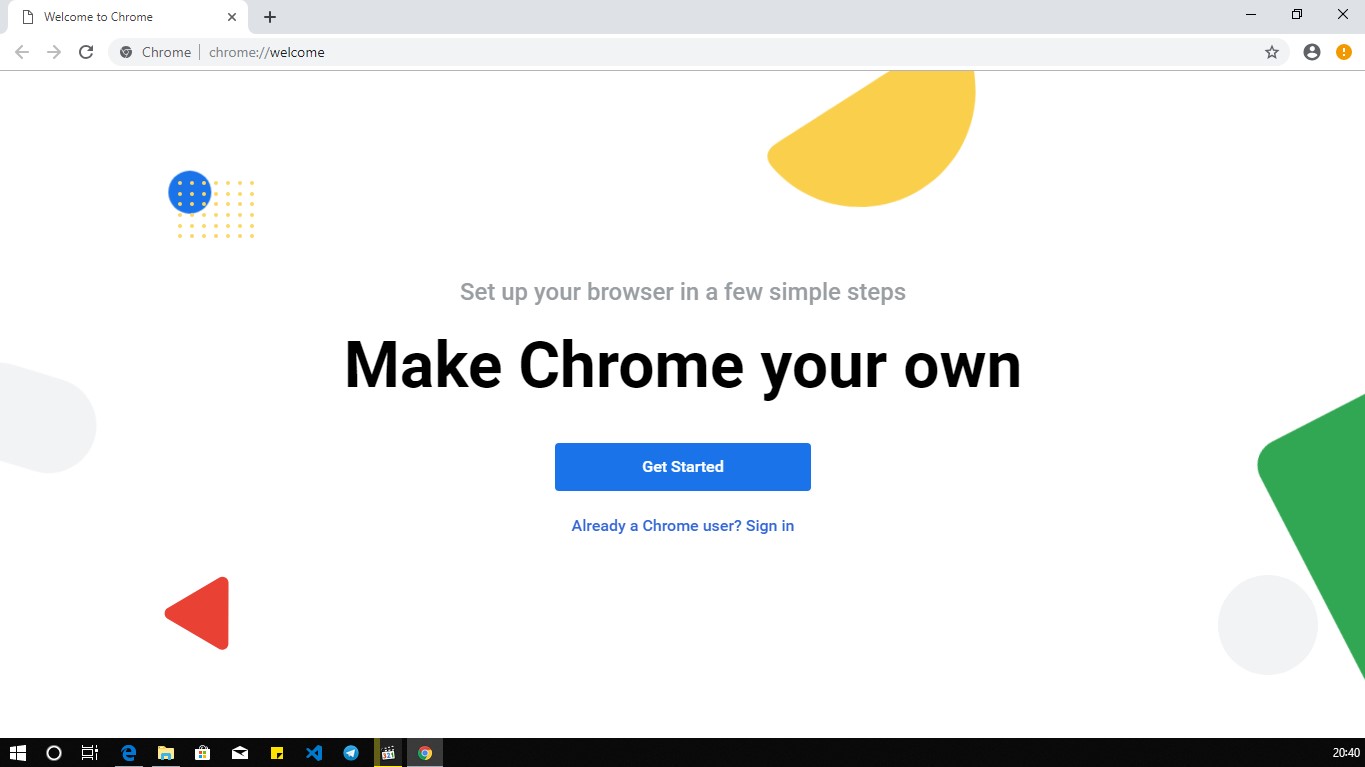 Welcome to Chrome
Chrome | chrome://welcome
Set up your browser in a few simple steps
Make Chrome your own
Get Started
Already a Chrome user? Sign in
20:40